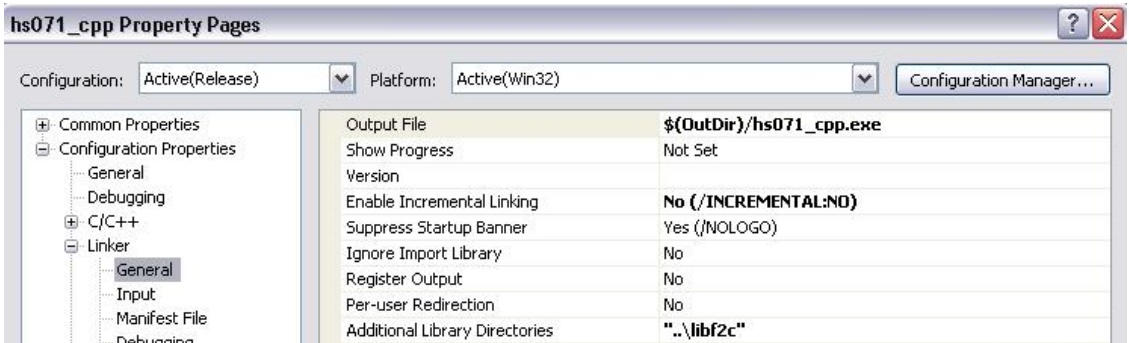 hs071_cpp Property Pages
Configuration: Active(Release) Platform: Active(Win32) Configuration Manager...
Common Properties
Configuration Properties
General
Debugging
C/C++
Linker
General
Input
Manifest File
Debugging
Output File $(OutDir)/hs071_cpp.exe
Show Progress Not Set
Version
Enable Incremental Linking No (/INCREMENTAL:NO)
Suppress Startup Banner Yes (/NOLOGO)
Ignore Import Library No
Register Output No
Per-user Redirection No
Additional Library Directories "..\libf2c"